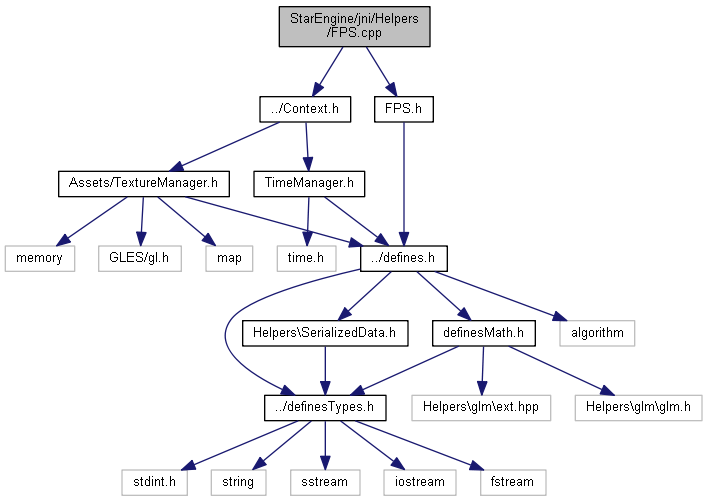 StarEngine/jni/Helpers
/FPS.cpp
../Context.h
FPS.h
Assets/TextureManager.h
TimeManager.h
memory
GLES/gl.h
map
time.h
../defines.h
Helpers\SerializedData.h
definesMath.h
algorithm
../definesTypes.h
Helpers\glm\ext.hpp
Helpers\glm\glm.h
stdint.h
string
sstream
iostream
fstream